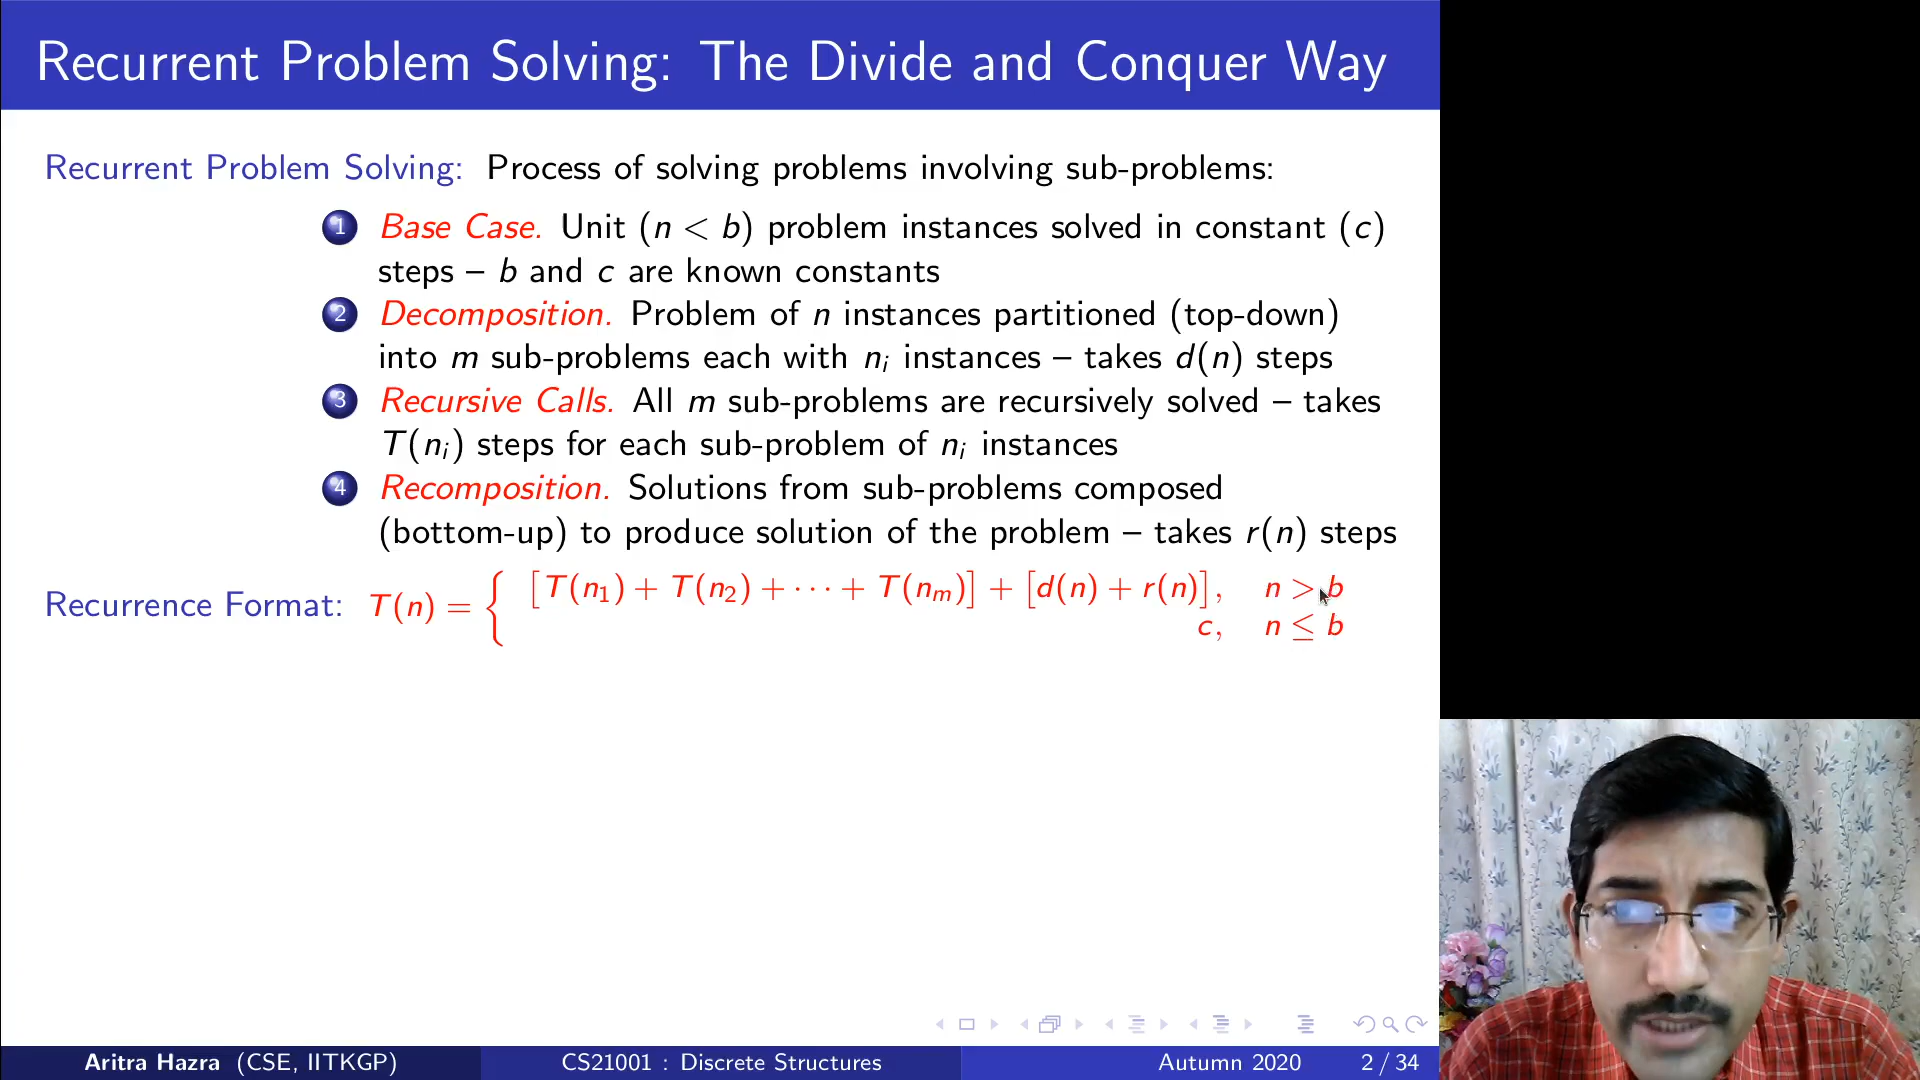 Recurrent Problem Solving: The Divide and Conquer Way
Recurrent Problem Solving: Process of solving problems involving sub-problems:
1 Base Case. Unit (n < b) problem instances solved in constant (c)
steps – b and c are known constants
2 Decomposition. Problem of n instances partitioned (top-down)
into m sub-problems each with nᵢ instances – takes d(n) steps
3 Recursive Calls. All m sub-problems are recursively solved – takes
T(nᵢ) steps for each sub-problem of nᵢ instances
4 Recomposition. Solutions from sub-problems composed
(bottom-up) to produce solution of the problem – takes r(n) steps
Recurrence Format: T(n) = { [T(n₁) + T(n₂) + ··· + T(nₘ)] + [d(n) + r(n)], n > b
c, n ≤ b
Aritra Hazra (CSE, IITKGP) CS21001 : Discrete Structures Autumn 2020 2 / 34